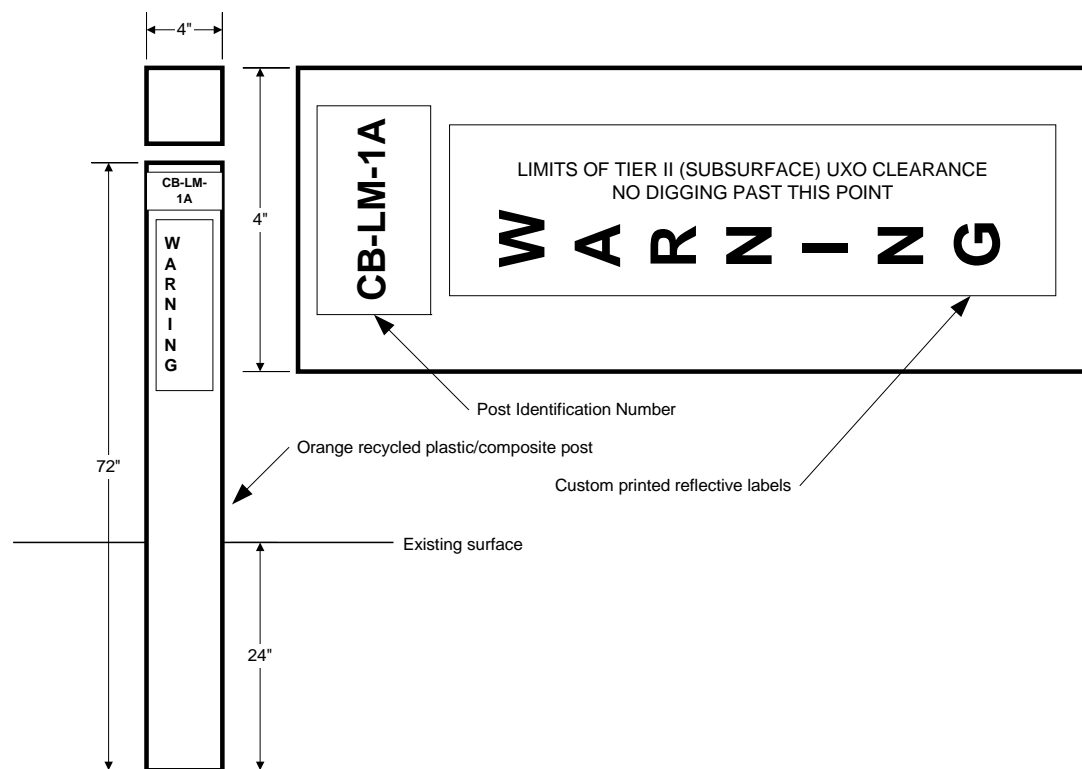 4"
CB-LM-
1A
W
A
R
N
I
N
G
72"
24"
4"
CB-LM-1A
LIMITS OF TIER II (SUBSURFACE) UXO CLEARANCE
NO DIGGING PAST THIS POINT
WARNING
Post Identification Number
Orange recycled plastic/composite post
Custom printed reflective labels
Existing surface